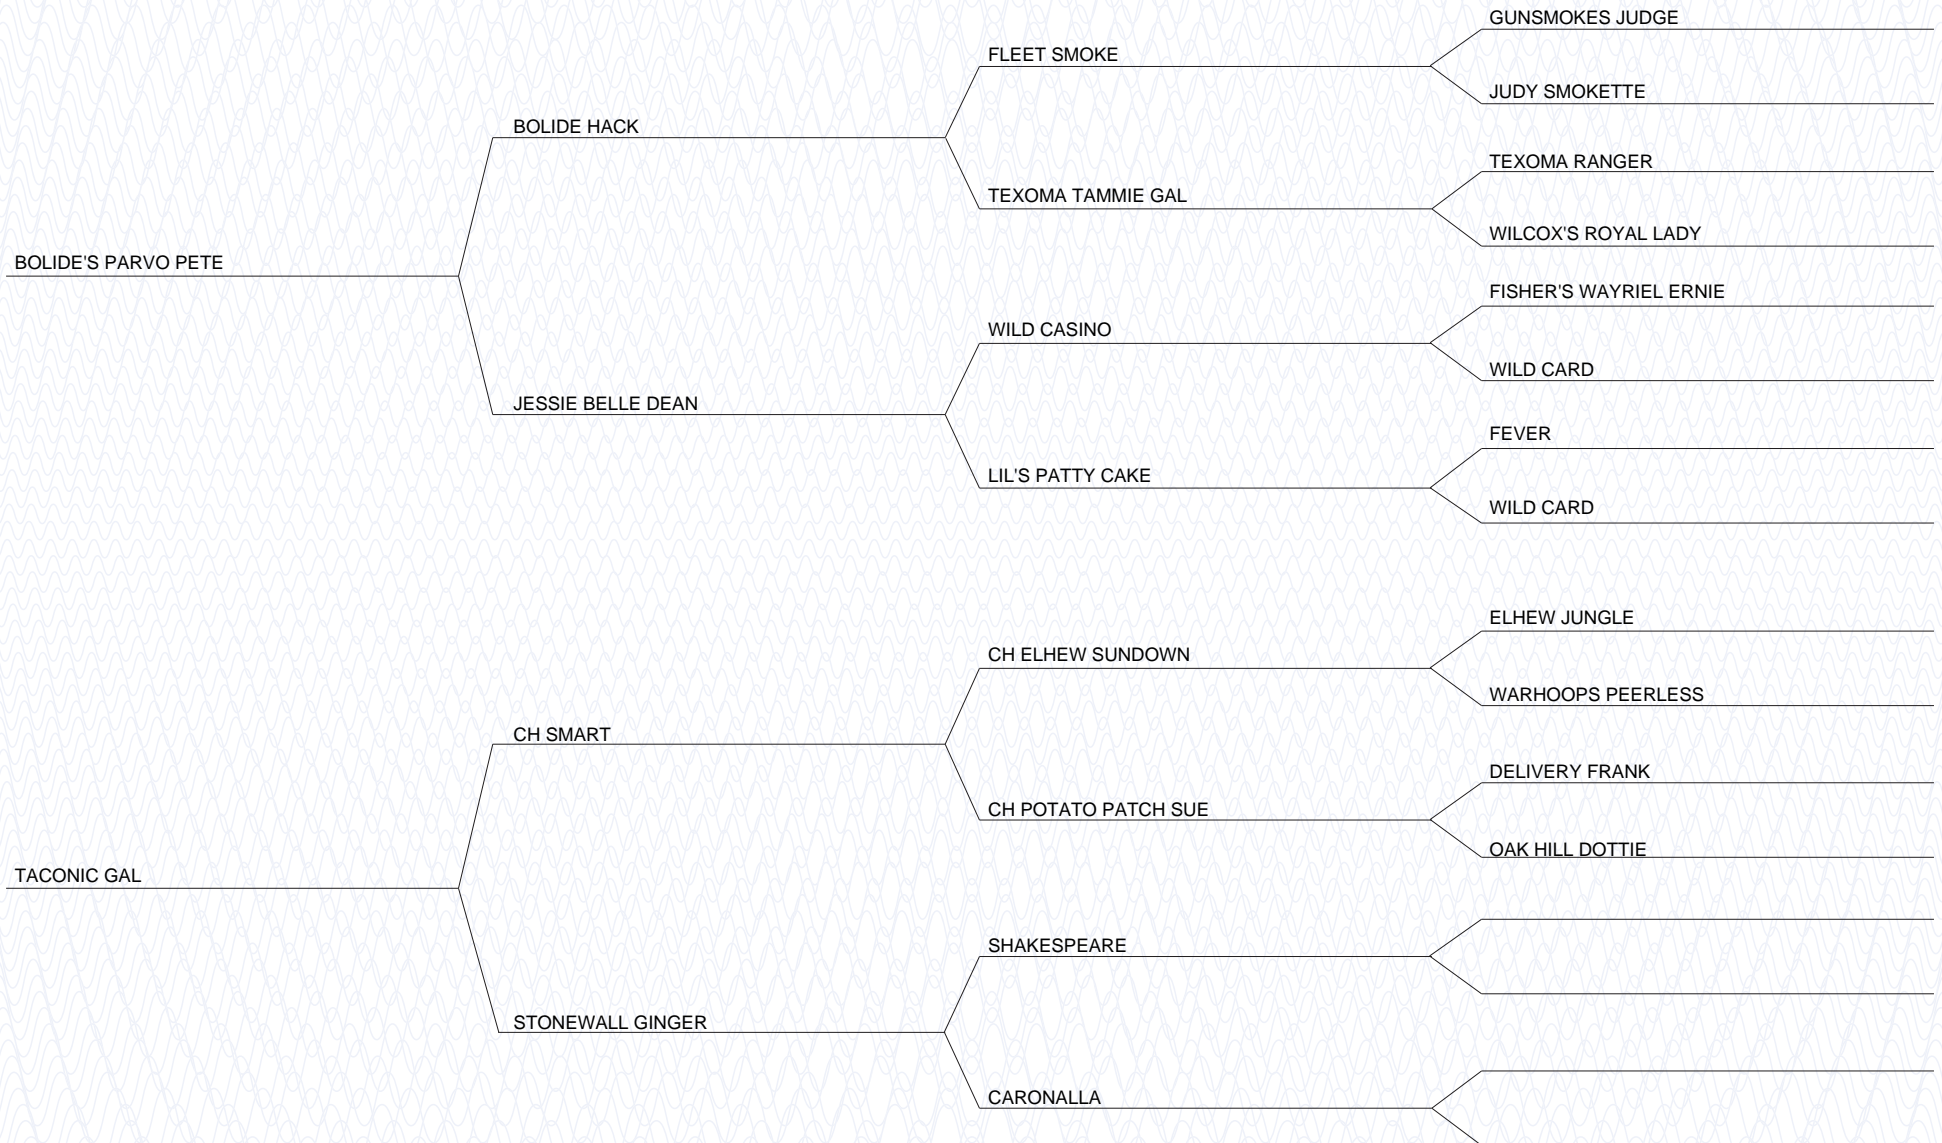 GUNSMOKES JUDGE
FLEET SMOKE
JUDY SMOKETTE
BOLIDE HACK
TEXOMA RANGER
TEXOMA TAMMIE GAL
WILCOX'S ROYAL LADY
BOLIDE'S PARVO PETE
FISHER'S WAYRIEL ERNIE
WILD CASINO
WILD CARD
JESSIE BELLE DEAN
FEVER
LIL'S PATTY CAKE
WILD CARD
ELHEW JUNGLE
CH ELHEW SUNDOWN
WARHOOPS PEERLESS
CH SMART
DELIVERY FRANK
CH POTATO PATCH SUE
OAK HILL DOTTIE
TACONIC GAL
SHAKESPEARE
STONEWALL GINGER
CARONALLA